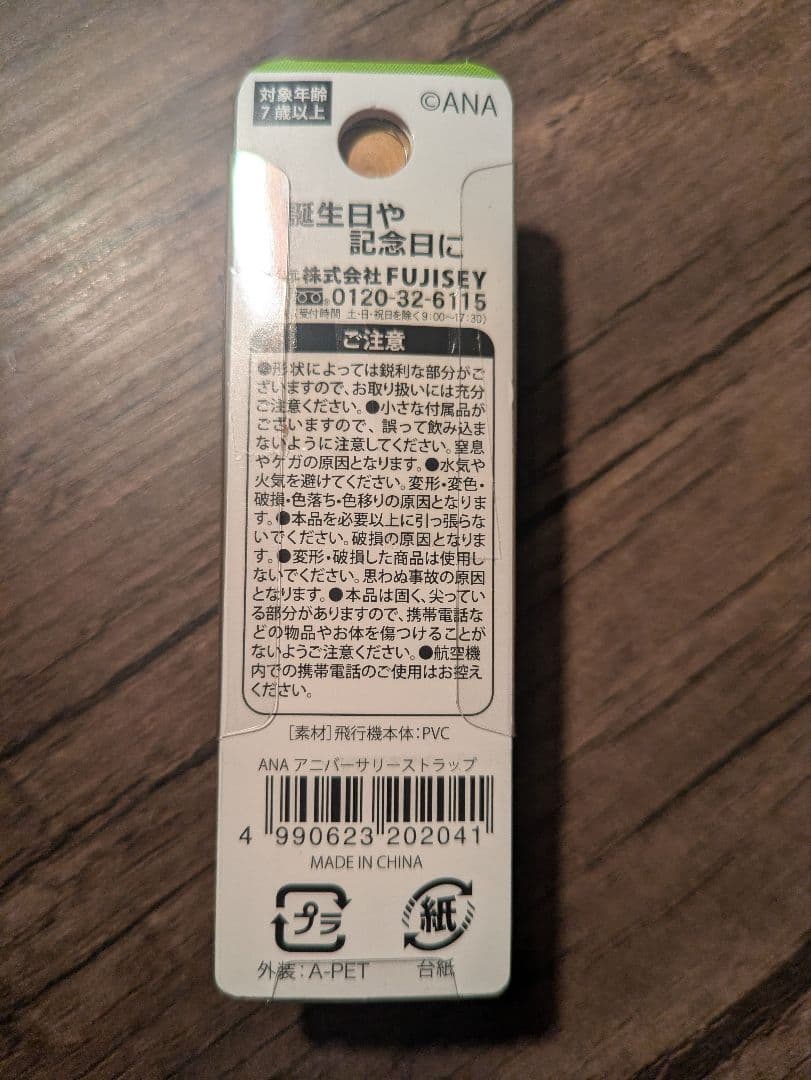 対象年齢
7歳以上
©ANA
誕生日や
記念日に
株式会社FUJISEY
0120-32-6115
(受付時間 土・日・祝日を除く9:00〜17:30)
ご注意
●形状によっては鋭利な部分がご
ざいますので、お取り扱いには充分
ご注意ください。●小さな付属品が
ございますので、誤って飲み込ま
ないように注意してください。窒息
やケガの原因となります。●水気や
火気を避けてください。変形・変色・
破損・色落ち・色移りの原因となりま
す。●本品を必要以上に引っ張らな
いでください。破損の原因となりま
す。●変形・破損した商品は使用し
ないでください。思わぬ事故の原因
となります。●本品は固く、尖ってい
る部分がありますので、携帯電話な
どの物品やお体を傷つけることが
ないようご注意ください。●航空機
内での携帯電話のご使用はお控え
ください。
[素材]飛行機本体:PVC
ANA アニバーサリーストラップ
4 990623 202041
MADE IN CHINA
プラ 紙
外装:A-PET 台紙